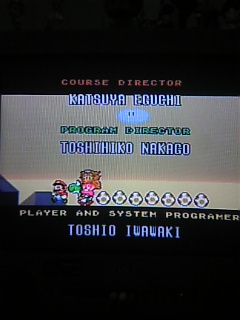 COURSE DIRECTOR
KATSUYA EGUCHI
PROGRAM DIRECTOR
TOSHIHIKO NAKAGO
PLAYER AND SYSTEM PROGRAMER
TOSHIO IWAWAKI